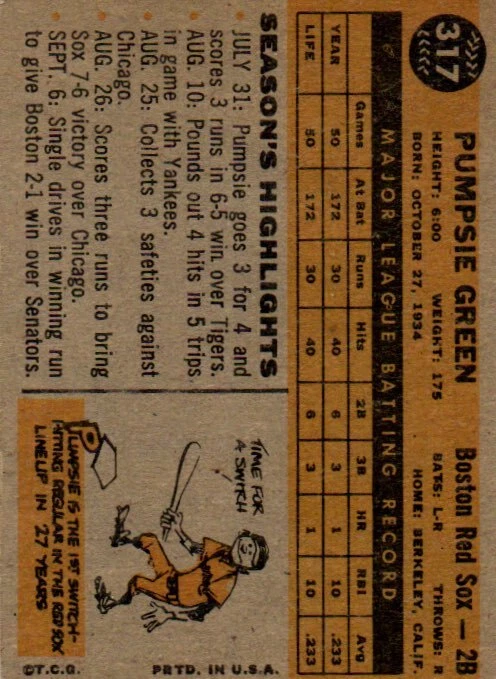 317
PUMPSIE GREEN Boston Red Sox — 2B
HEIGHT: 6:00 WEIGHT: 175 BATS: L-R THROWS: R
BORN: OCTOBER 27, 1934 HOME: BERKELEY, CALIF.
MAJOR LEAGUE BATTING RECORD
Games At Bat Runs Hits 2B 3B HR RBI Avg
YEAR 50 172 30 40 6 3 1 10 .233
LIFE 50 172 30 40 6 3 1 10 .233
SEASON'S HIGHLIGHTS
JULY 31: Pumpsie goes 3 for 4 and
scores 3 runs in 6-5 win over Tigers.
AUG. 10: Pounds out 4 hits in 5 trips
in game with Yankees.
AUG. 25: Collects 3 safeties against
Chicago.
AUG. 26: Scores three runs to bring
Sox 7-6 victory over Chicago.
SEPT. 6: Single drives in winning run
to give Boston 2-1 win over Senators.
TIME FOR
A SWITCH
PUMPSIE IS THE 1ST SWITCH-
HITTING REGULAR IN THE RED SOX
LINEUP IN 27 YEARS
©T.C.G. PRTD. IN U.S.A.